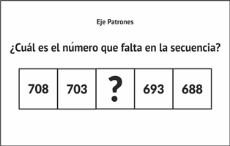 Eje Patrones
¿Cuál es el número que falta en la secuencia?
708 703 ? 693 688